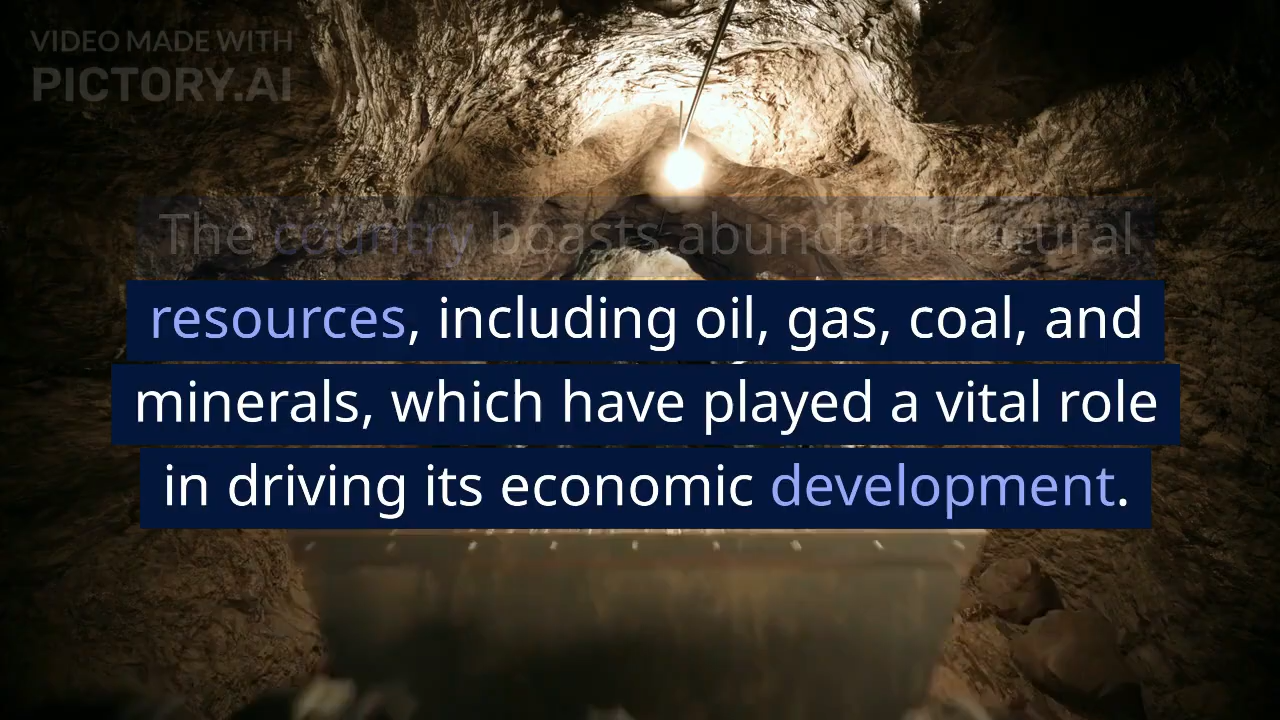 VIDEO MADE WITH
PICTORY.AI
The country boasts abundant natural
resources, including oil, gas, coal, and
minerals, which have played a vital role
in driving its economic development.